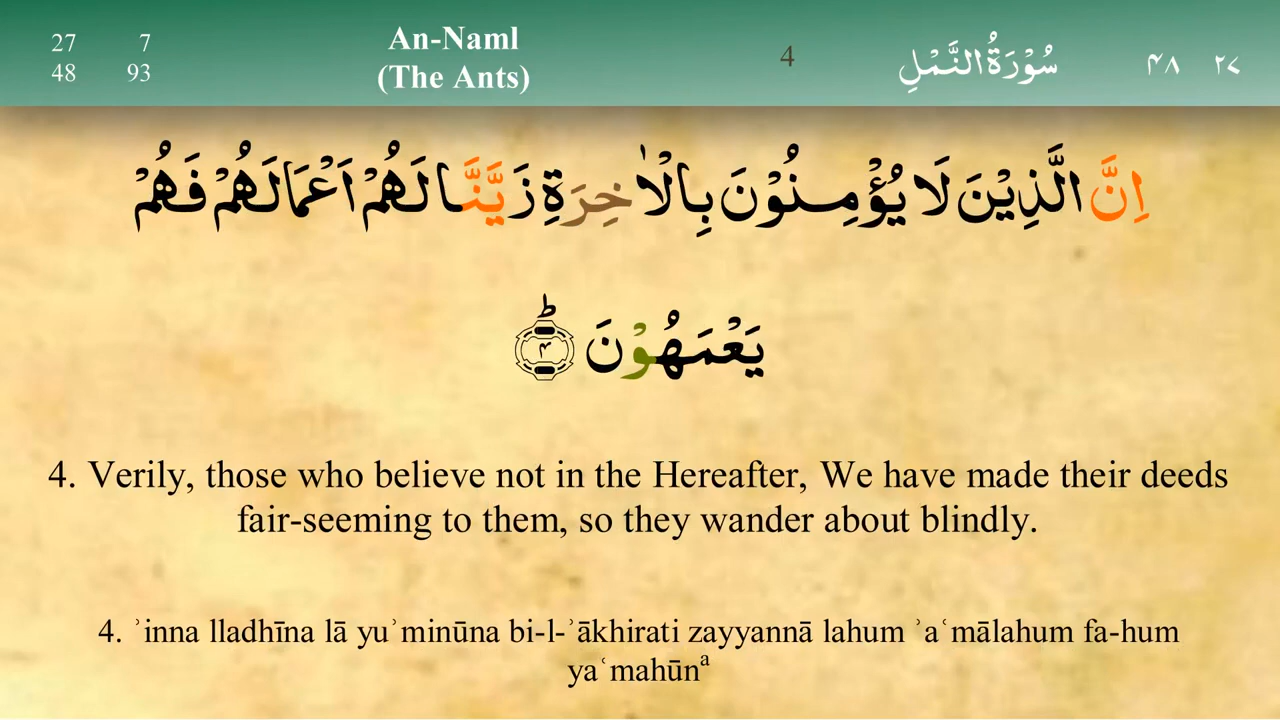 27 7
48 93
An-Naml
(The Ants)
4
سُوْرَةُ النَّمْلِ
۴۸ ۲۷
اِنَّ الَّذِيْنَ لَا يُؤْمِنُوْنَ بِالْاٰخِرَةِ زَيَّنَّا لَهُمْ اَعْمَالَهُمْ فَهُمْ
يَعْمَهُوْنَ ؕ ۴
4. Verily, those who believe not in the Hereafter, We have made their deeds
fair-seeming to them, so they wander about blindly.
4. ʾinna lladhīna lā yuʾminūna bi-l-ʾākhirati zayyannā lahum ʾaʿmālahum fa-hum
yaʿmahūnᵃ